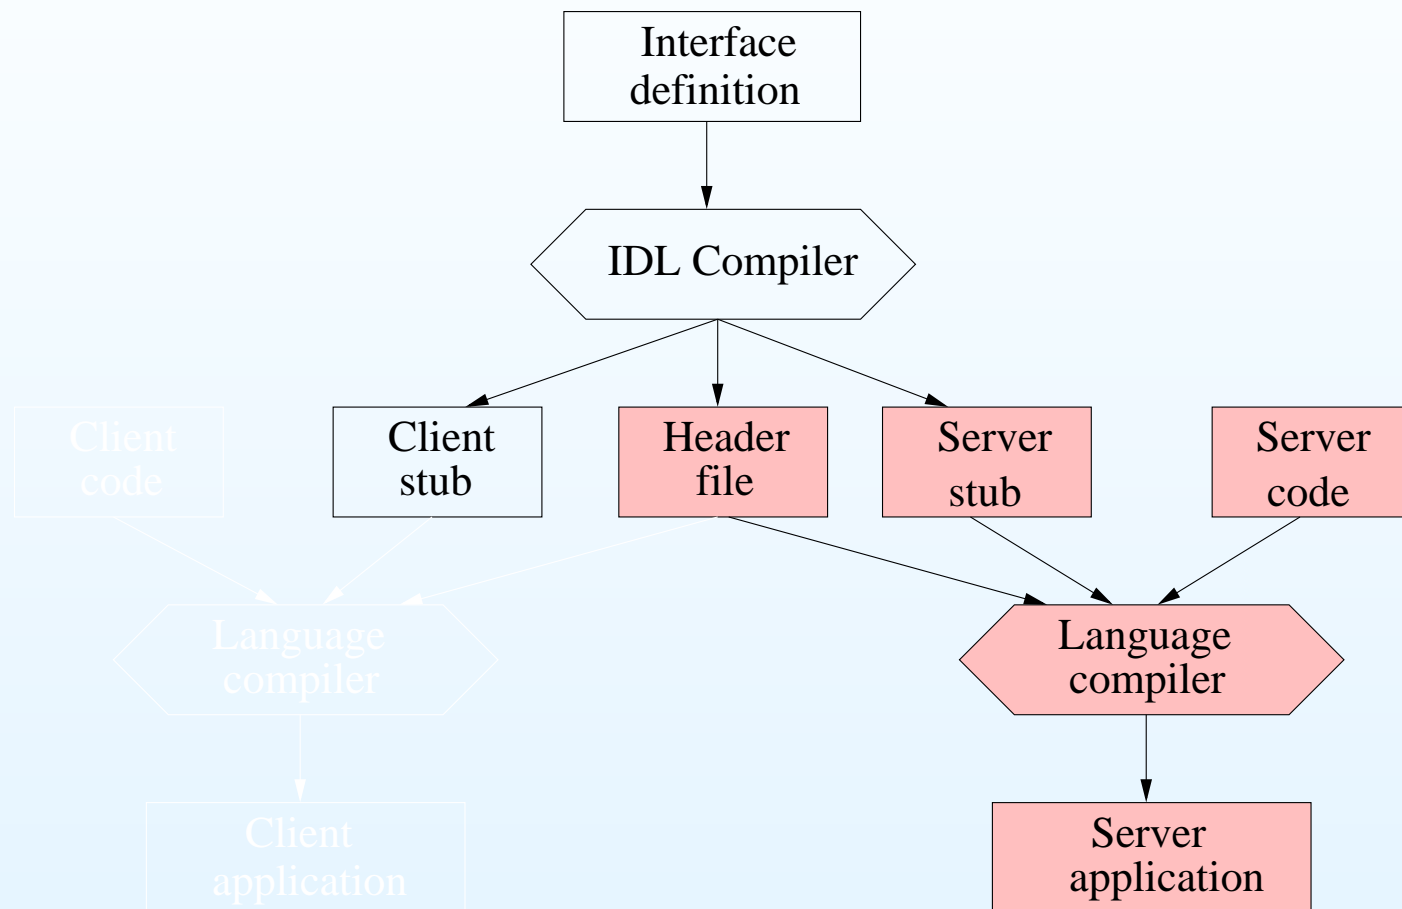 Interface
definition
IDL Compiler
Client
code
Client
stub
Header
file
Server
stub
Server
code
Language
compiler
Language
compiler
Client
application
Server
application